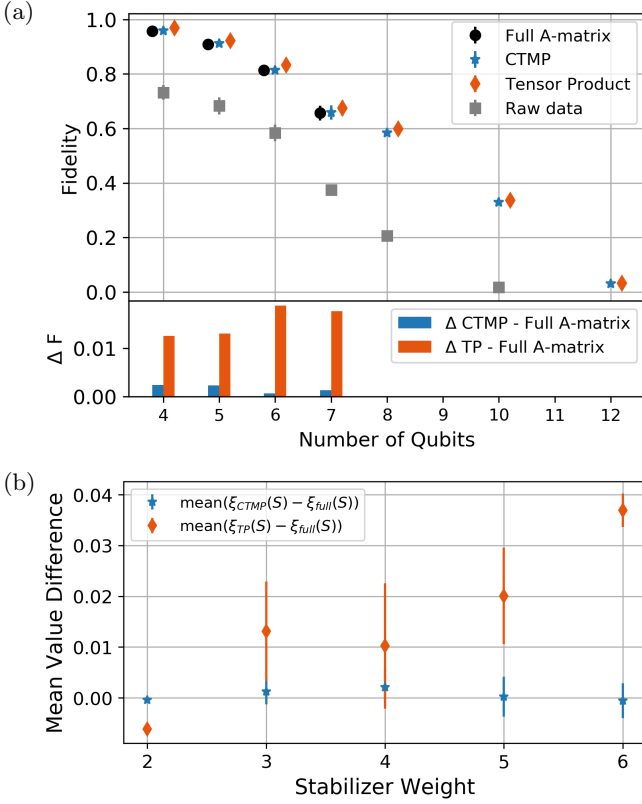 (a)
1.0
0.8
0.6
0.4
0.2
0.0
Fidelity
Full A-matrix
CTMP
Tensor Product
Raw data
0.01
0.00
Δ F
Δ CTMP - Full A-matrix
Δ TP - Full A-matrix
4 5 6 7 8 9 10 11 12
Number of Qubits
(b)
0.04
0.03
0.02
0.01
0.00
Mean Value Difference
mean(ξ_CTMP(S) − ξ_full(S))
mean(ξ_TP(S) − ξ_full(S))
2 3 4 5 6
Stabilizer Weight